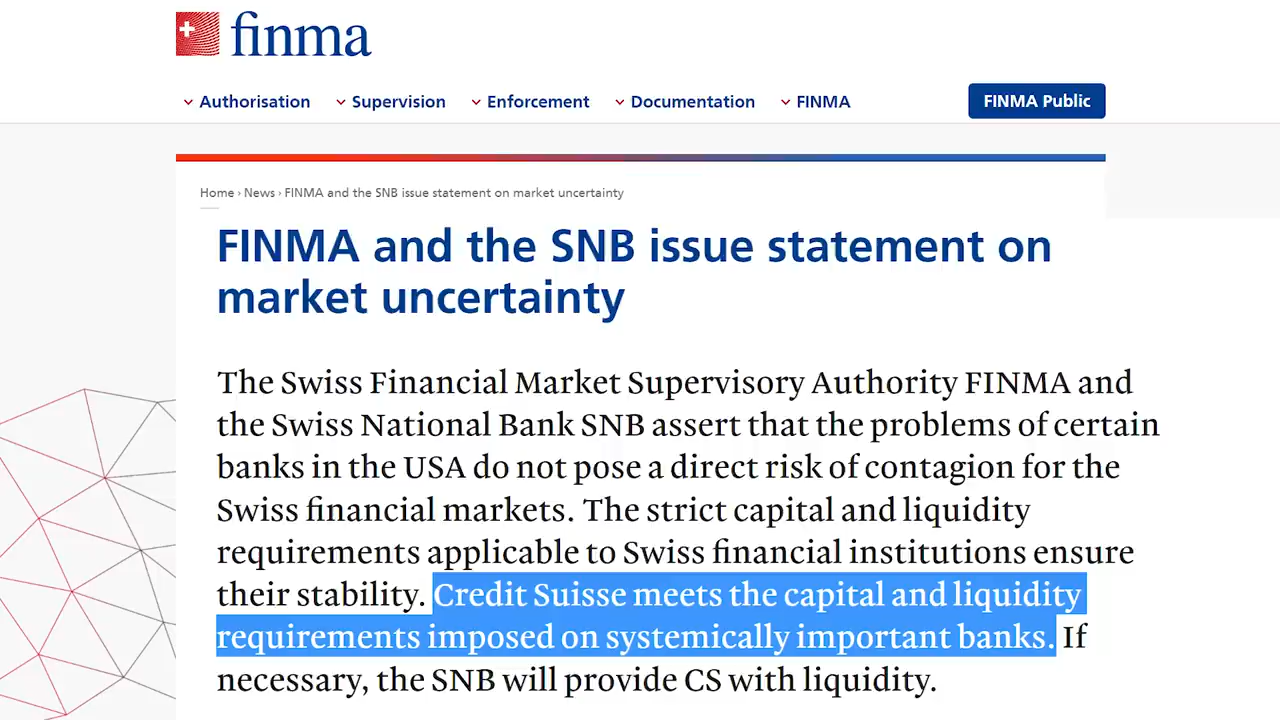 finma
Authorisation
Supervision
Enforcement
Documentation
FINMA
FINMA Public
Home › News › FINMA and the SNB issue statement on market uncertainty
FINMA and the SNB issue statement on
market uncertainty
The Swiss Financial Market Supervisory Authority FINMA and
the Swiss National Bank SNB assert that the problems of certain
banks in the USA do not pose a direct risk of contagion for the
Swiss financial markets. The strict capital and liquidity
requirements applicable to Swiss financial institutions ensure
their stability. Credit Suisse meets the capital and liquidity
requirements imposed on systemically important banks. If
necessary, the SNB will provide CS with liquidity.